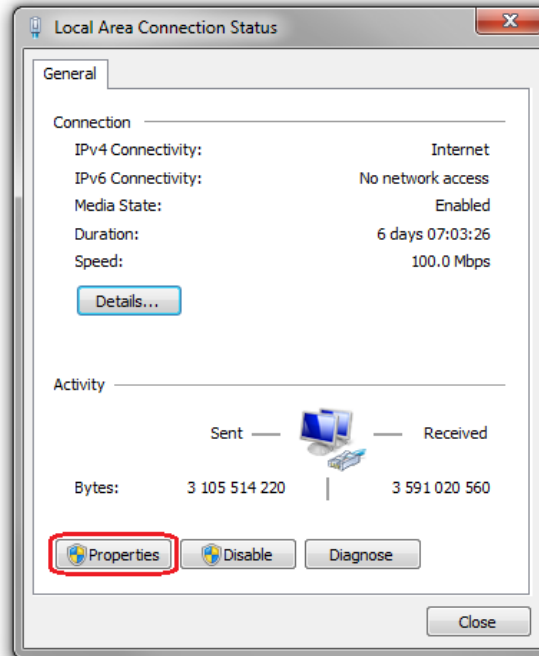 Local Area Connection Status
General
Connection
IPv4 Connectivity: Internet
IPv6 Connectivity: No network access
Media State: Enabled
Duration: 6 days 07:03:26
Speed: 100.0 Mbps
Details...
Activity
Sent Received
Bytes: 3 105 514 220 3 591 020 560
Properties Disable Diagnose
Close